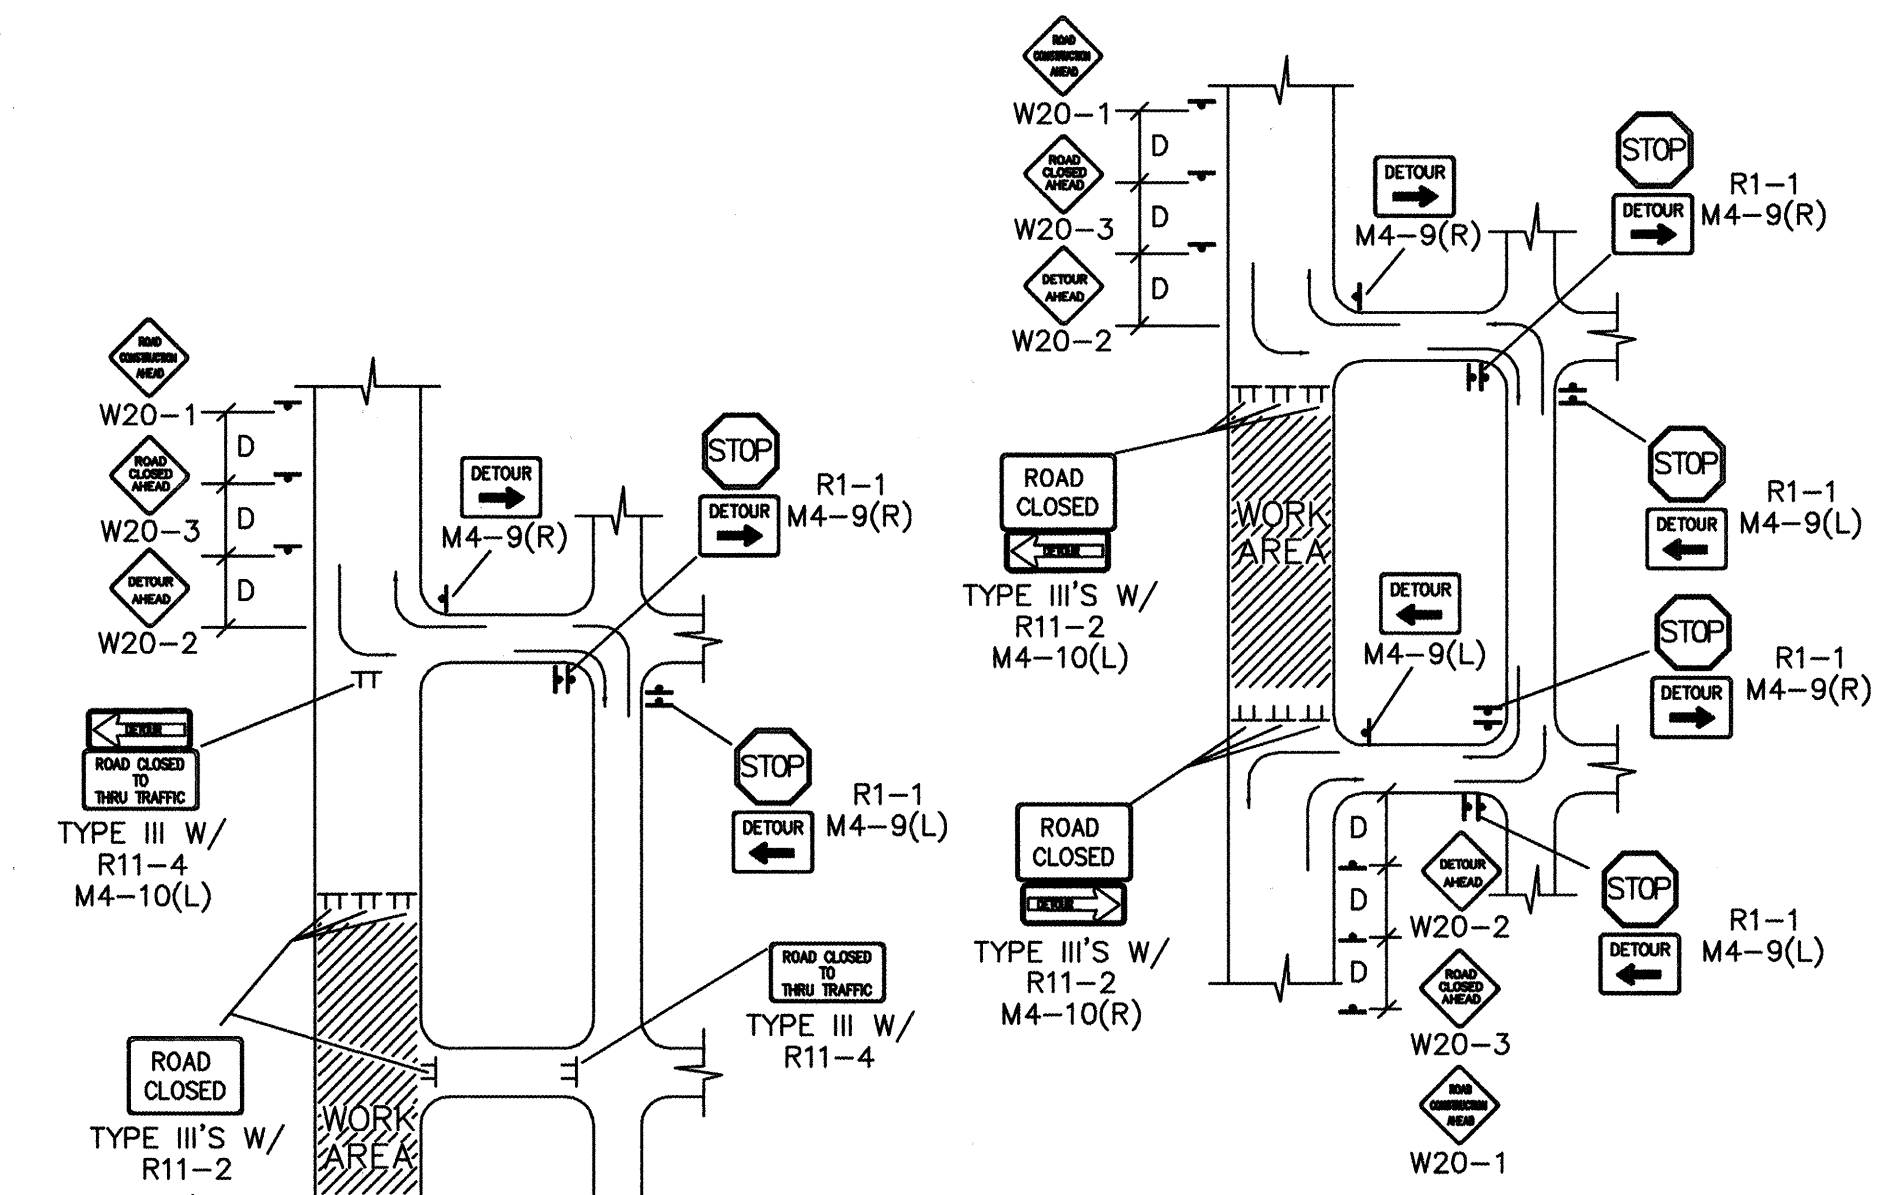 ROAD
CONSTRUCTION
AHEAD
W20-1
D
ROAD
CLOSED
AHEAD
W20-3
D
DETOUR
AHEAD
W20-2
D
DETOUR
M4-9(R)
STOP
DETOUR
R1-1
M4-9(R)
DETOUR
ROAD CLOSED
TO
THRU TRAFFIC
TYPE III W/
R11-4
M4-10(L)
STOP
DETOUR
R1-1
M4-9(L)
ROAD CLOSED
TO
THRU TRAFFIC
TYPE III W/
R11-4
ROAD
CLOSED
TYPE III'S W/
R11-2
WORK
AREA
ROAD
CONSTRUCTION
AHEAD
W20-1
D
ROAD
CLOSED
AHEAD
W20-3
D
DETOUR
AHEAD
W20-2
D
DETOUR
M4-9(R)
STOP
DETOUR
R1-1
M4-9(R)
ROAD
CLOSED
DETOUR
TYPE III'S W/
R11-2
M4-10(L)
WORK
AREA
STOP
DETOUR
R1-1
M4-9(L)
DETOUR
M4-9(L)
STOP
DETOUR
R1-1
M4-9(R)
ROAD
CLOSED
DETOUR
TYPE III'S W/
R11-2
M4-10(R)
D
DETOUR
AHEAD
W20-2
D
ROAD
CLOSED
AHEAD
W20-3
D
ROAD
CONSTRUCTION
AHEAD
W20-1
STOP
DETOUR
R1-1
M4-9(L)